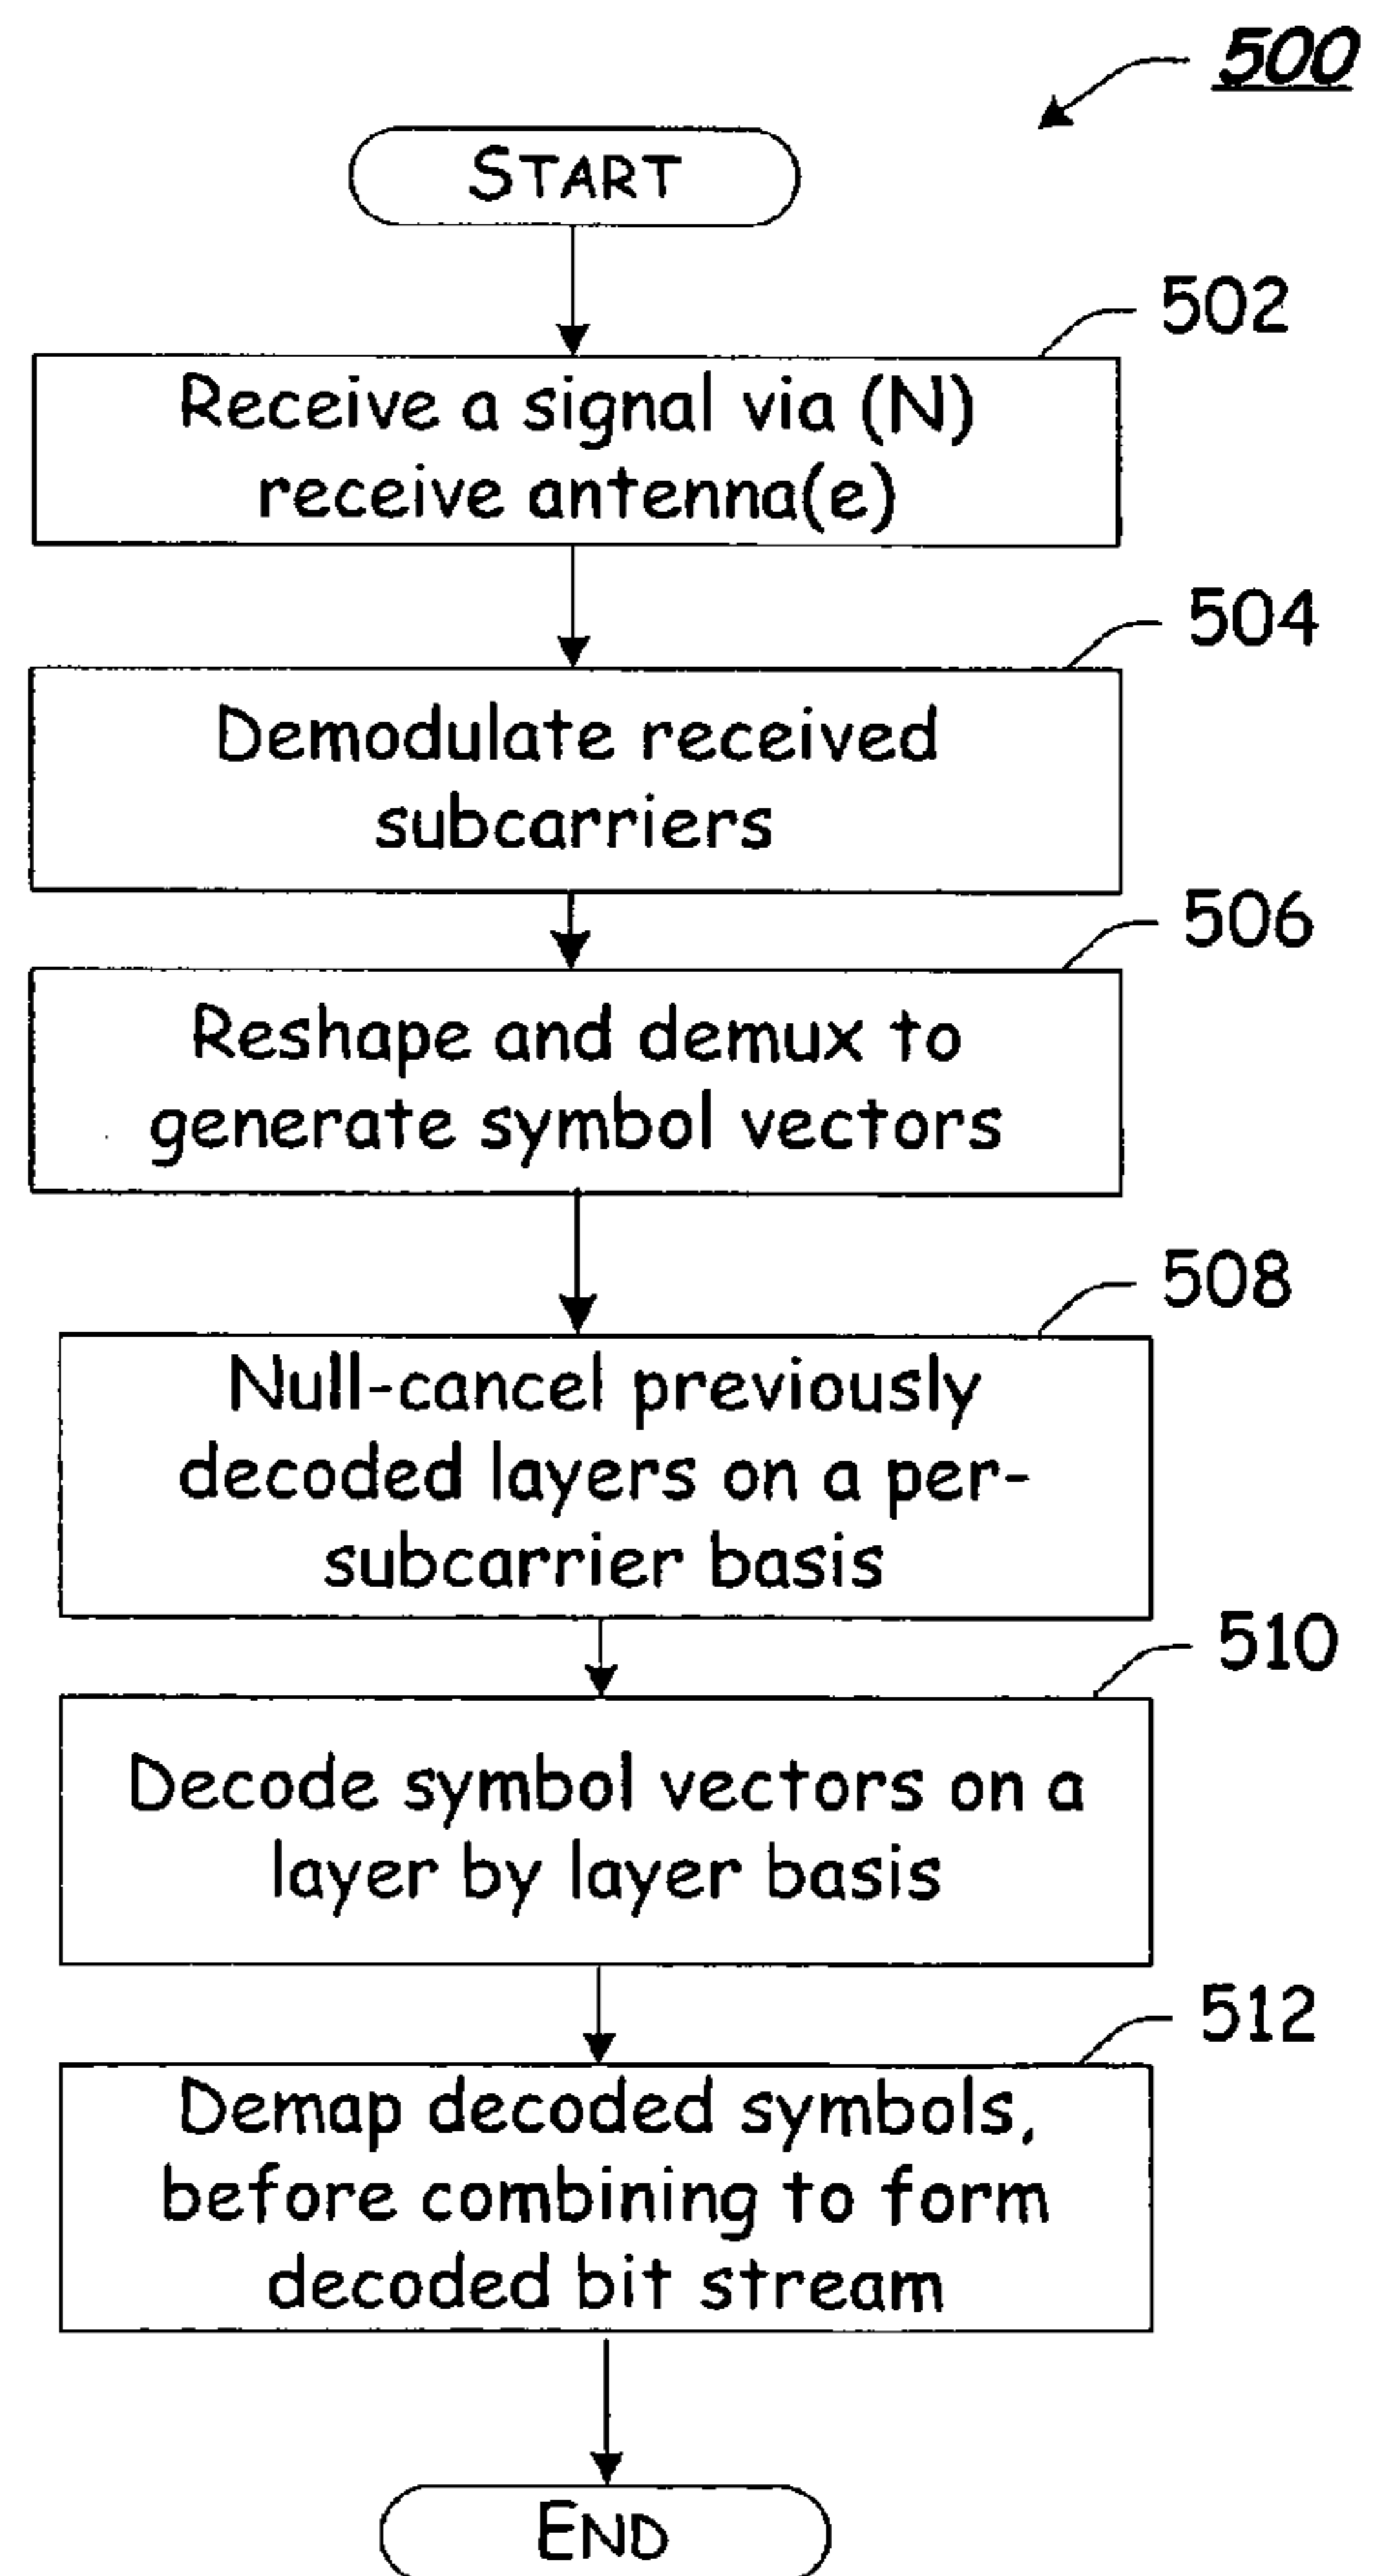 500
START
502
Receive a signal via (N)
receive antenna(e)
504
Demodulate received
subcarriers
506
Reshape and demux to
generate symbol vectors
508
Null-cancel previously
decoded layers on a per-
subcarrier basis
510
Decode symbol vectors on a
layer by layer basis
512
Demap decoded symbols,
before combining to form
decoded bit stream
END